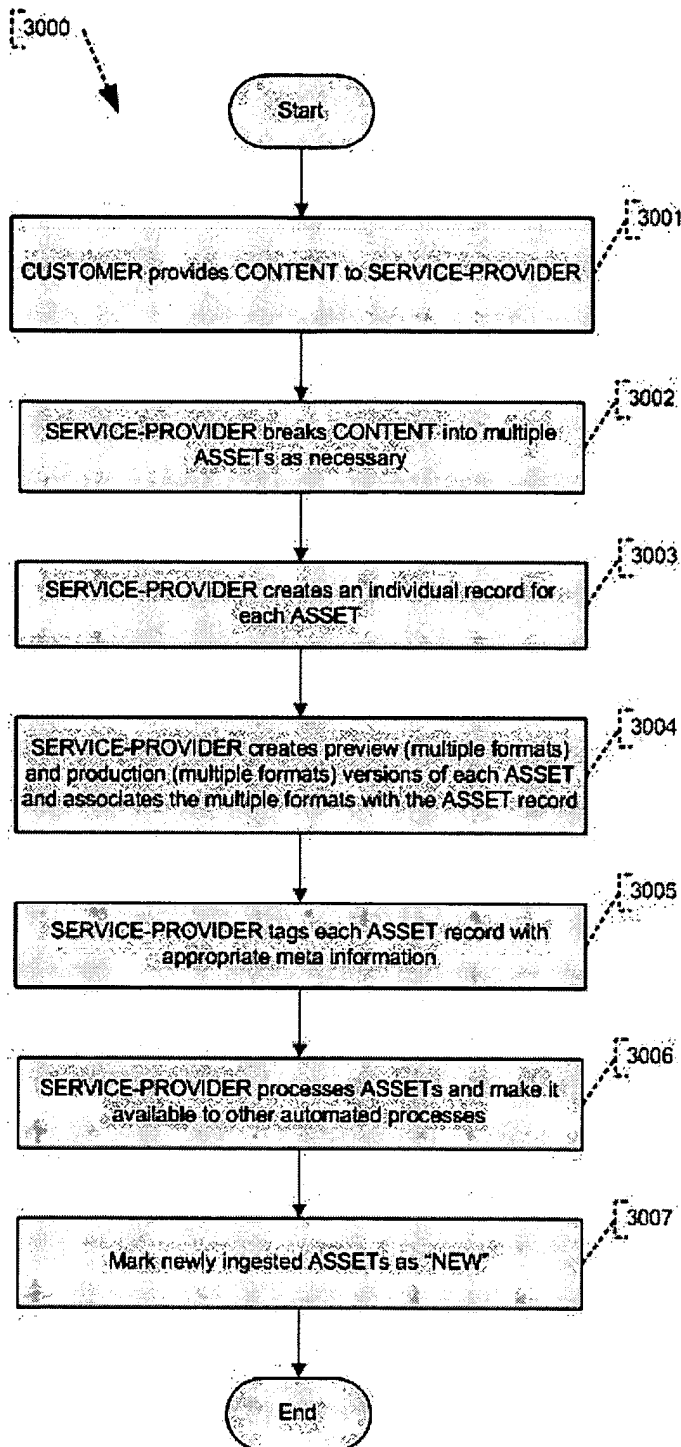 3000
Start
3001
CUSTOMER provides CONTENT to SERVICE-PROVIDER
3002
SERVICE-PROVIDER breaks CONTENT into multiple
ASSETs as necessary
3003
SERVICE-PROVIDER creates an individual record for
each ASSET
3004
SERVICE-PROVIDER creates preview (multiple formats)
and production (multiple formats) versions of each ASSET
and associates the multiple formats with the ASSET record
3005
SERVICE-PROVIDER tags each ASSET record with
appropriate meta information
3006
SERVICE-PROVIDER processes ASSETs and make it
available to other automated processes
3007
Mark newly ingested ASSETs as "NEW"
End